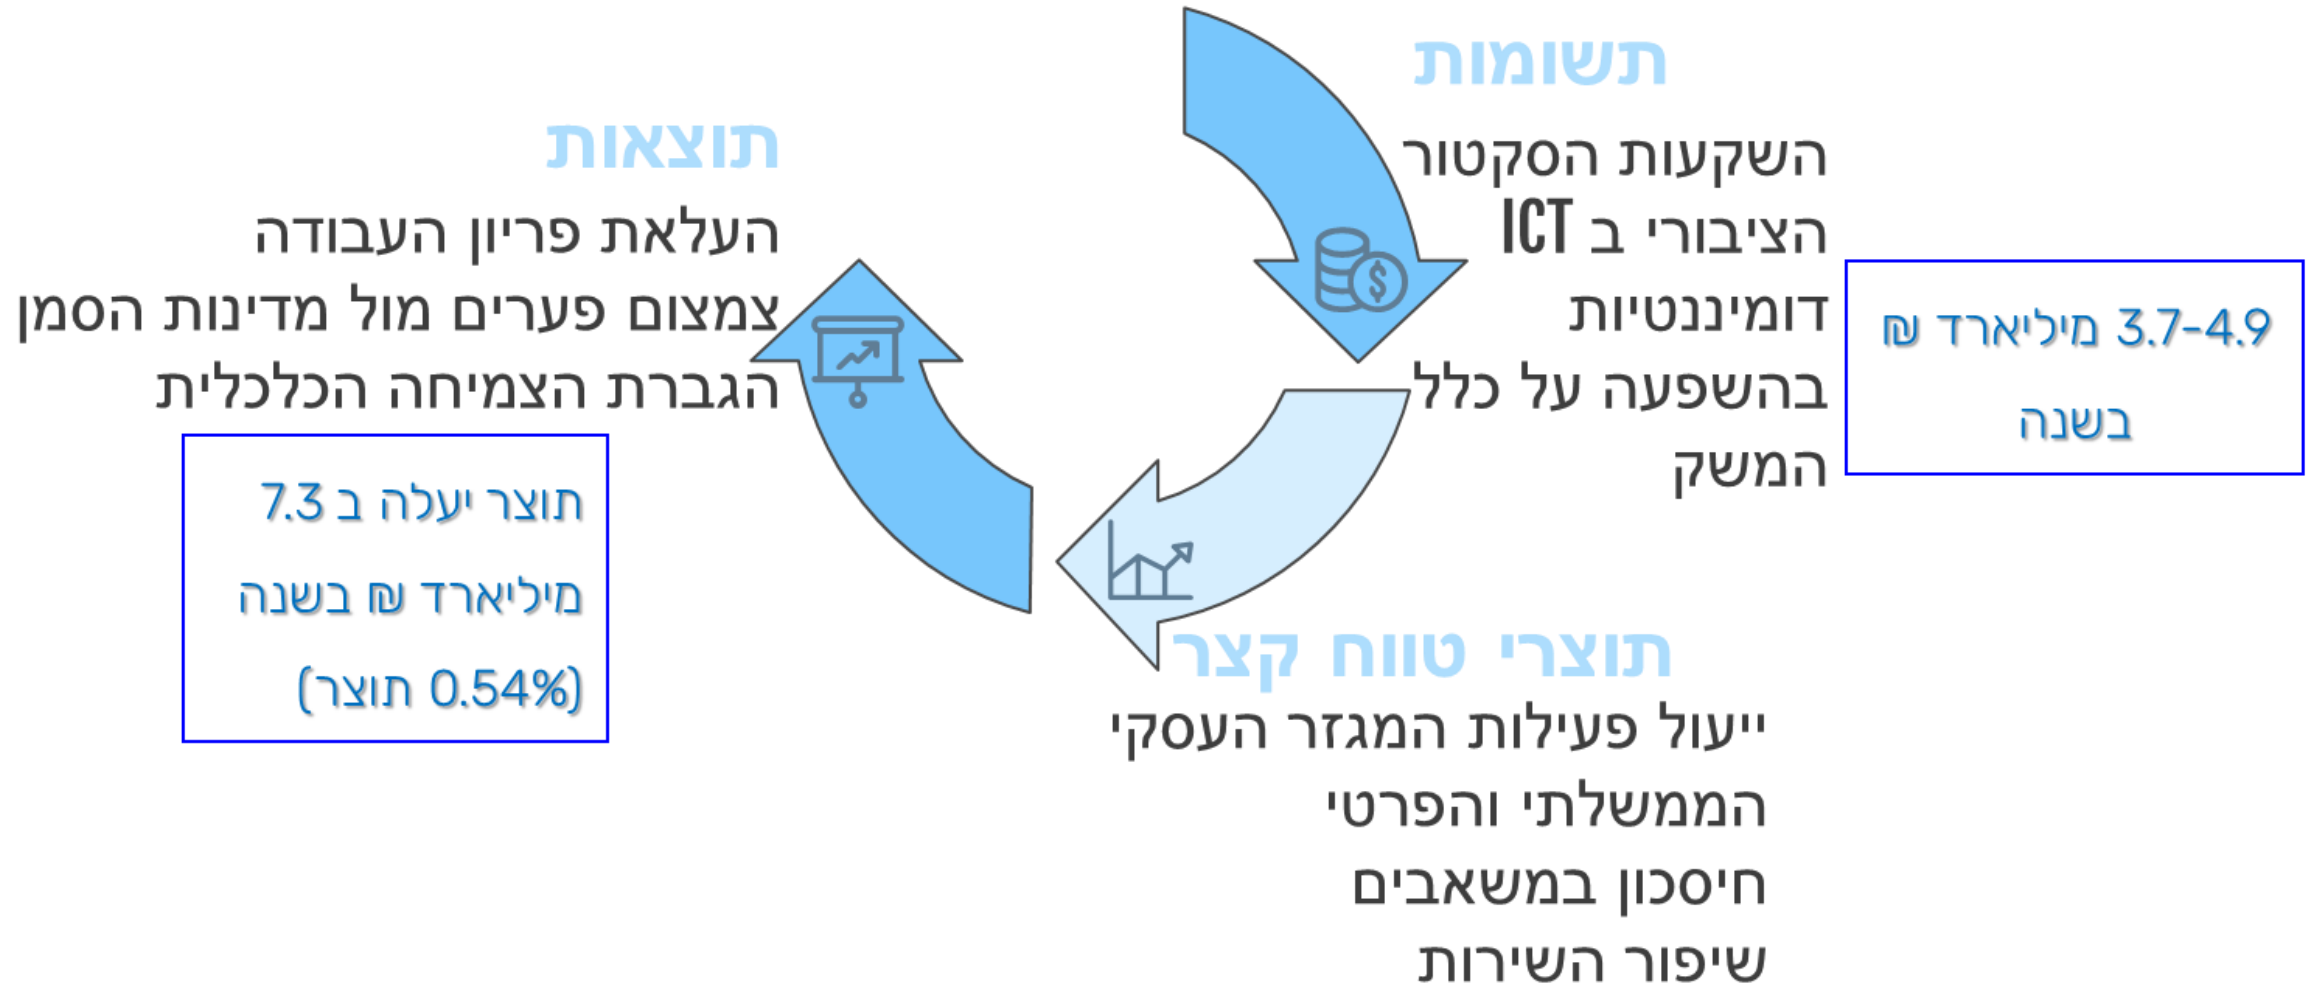 תשומות
השקעות הסקטור
הציבורי ב ICT
דומיננטיות
בהשפעה על כלל
המשק
3.7-4.9 מיליארד ₪
בשנה
תוצרי טווח קצר
ייעול פעילות המגזר העסקי
הממשלתי והפרטי
חיסכון במשאבים
שיפור השירות
תוצאות
העלאת פריון העבודה
צמצום פערים מול מדינות הסמן
הגברת הצמיחה הכלכלית
תוצר יעלה ב 7.3
מיליארד ₪ בשנה
(0.54% תוצר)